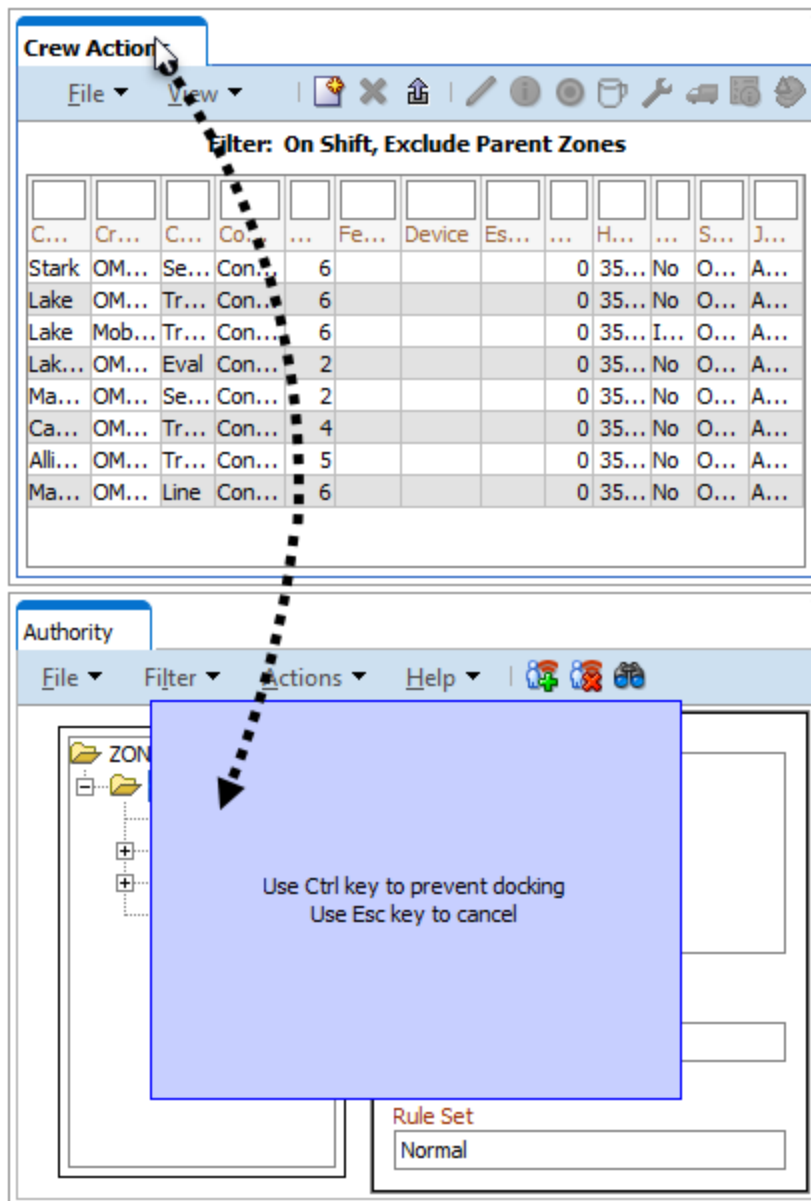 Crew Actions
File View
Filter: On Shift, Exclude Parent Zones
C... Cr... C... Co... ... Fe... Device Es... ... H... ... S... J...
Stark OM... Se... Con... 6 0 35... No O... A...
Lake OM... Tr... Con... 6 0 35... No O... A...
Lake Mob... Tr... Con... 6 0 35... I... O... A...
Lak... OM... Eval Con... 2 0 35... No O... A...
Ma... OM... Se... Con... 2 0 35... No O... A...
Ca... OM... Tr... Con... 4 0 35... No O... A...
Alli... OM... Tr... Con... 5 0 35... No O... A...
Ma... OM... Line Con... 6 0 35... No O... A...
Authority
File Filter Actions Help
ZON
Use Ctrl key to prevent docking
Use Esc key to cancel
Rule Set
Normal